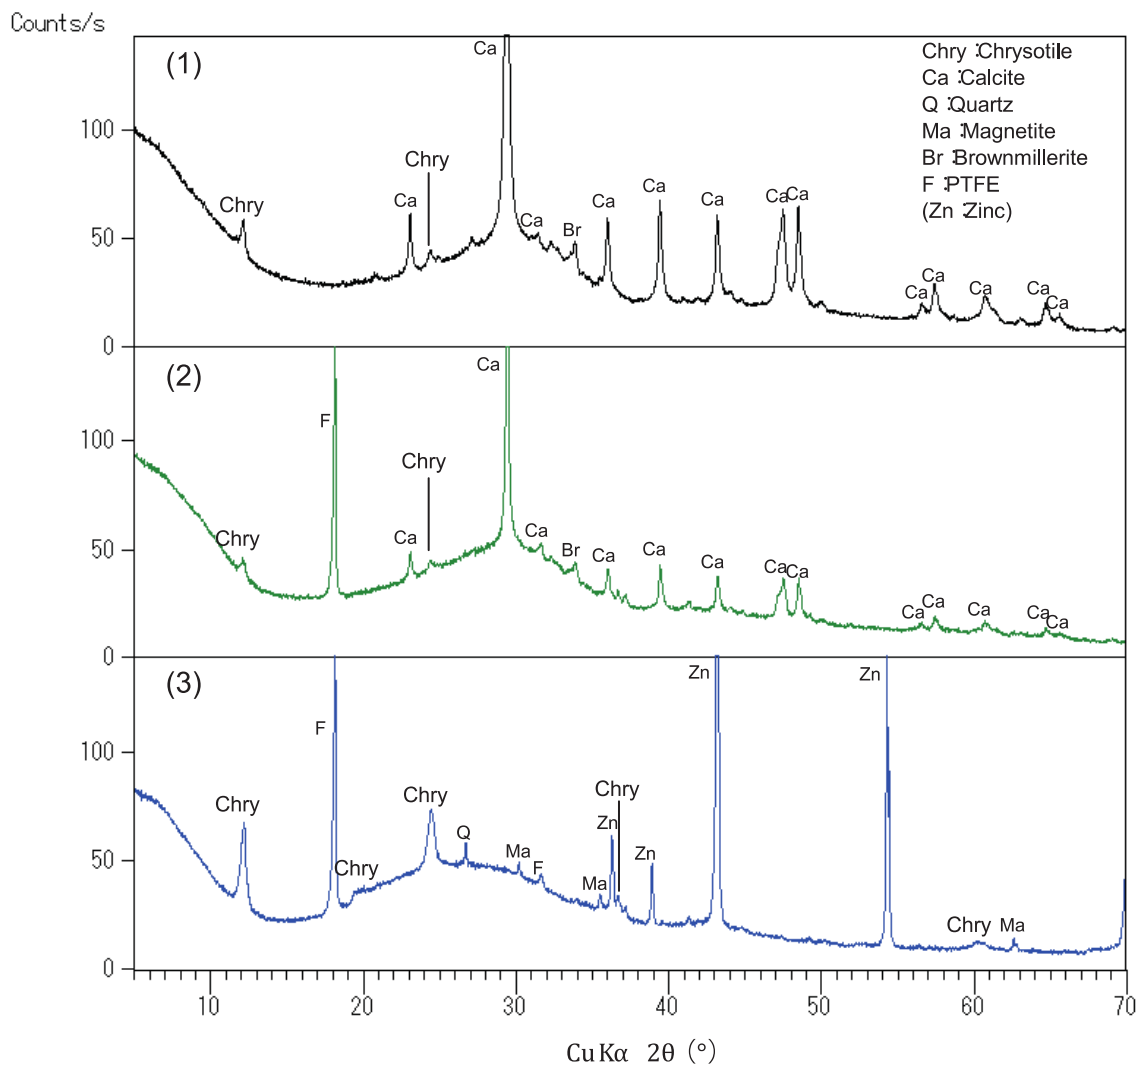 Counts/s
(1)
Ca
Chry :Chrysotile
Ca :Calcite
Q :Quartz
Ma :Magnetite
Br :Brownmillerite
F :PTFE
(Zn :Zinc)
100
Chry
Chry
Ca
Ca
Br
Ca
Ca
Ca
Ca
Ca
50
Ca
Ca
Ca
Ca
Ca
0
(2)
Ca
F
100
Chry
Chry
Ca
Ca
Br
Ca
Ca
Ca
Ca
Ca
50
Ca
Ca
Ca
Ca
Ca
0
(3)
Zn
Zn
F
100
Chry
Chry
Chry
Q
Zn
Chry
Ma
F
Zn
Ma
50
Chry
Ma
0
10 20 30 40 50 60 70
CuKα 2θ (°)